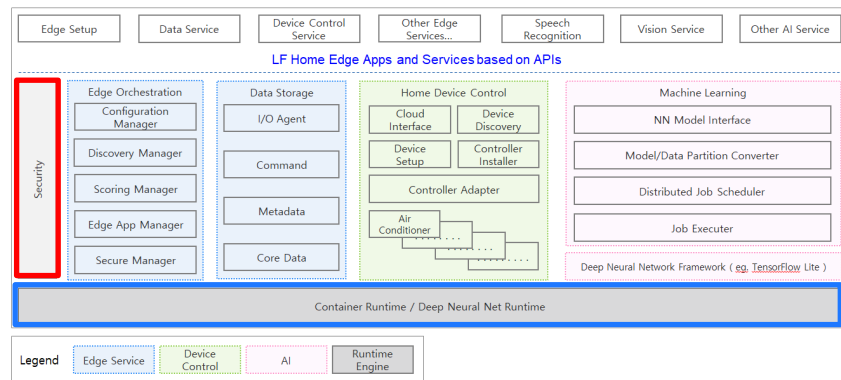 Edge Setup
Data Service
Device Control
Service
Other Edge
Services...
Speech
Recognition
Vision Service
Other AI Service
LF Home Edge Apps and Services based on APIs
Security
Edge Orchestration
Configuration
Manager
Discovery Manager
Scoring Manager
Edge App Manager
Secure Manager
Data Storage
I/O Agent
Command
Metadata
Core Data
Home Device Control
Cloud
Interface
Device
Discovery
Device
Setup
Controller
Installer
Controller Adapter
Air
Conditioner
. . . . . . . .
. . . . . . . .
Machine Learning
NN Model Interface
Model/Data Partition Converter
Distributed Job Scheduler
Job Executer
Deep Neural Network Framework ( eg. TensorFlow Lite )
Container Runtime / Deep Neural Net Runtime
Legend
Edge Service
Device
Control
AI
Runtime
Engine